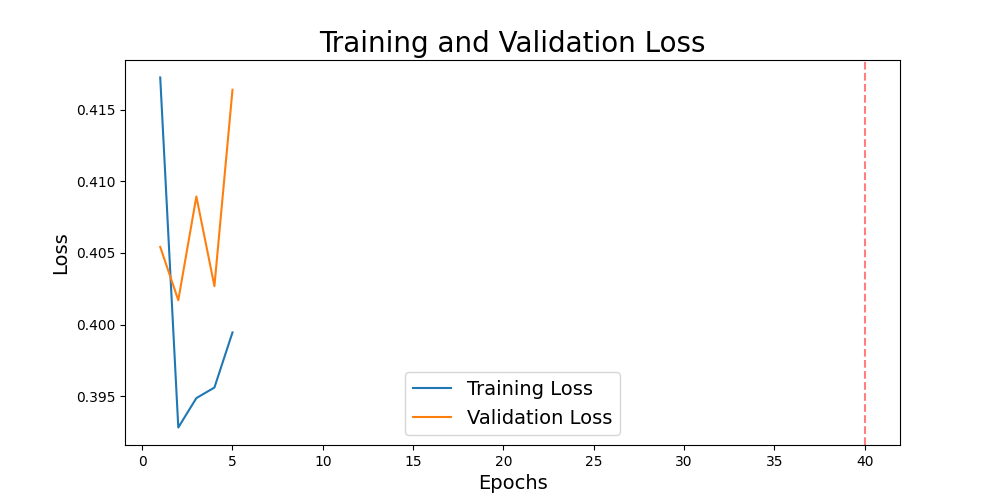 Training and Validation Loss
0.415
0.410
0.405
0.400
0.395
Loss
Training Loss
Validation Loss
0 5 10 15 20 25 30 35 40
Epochs